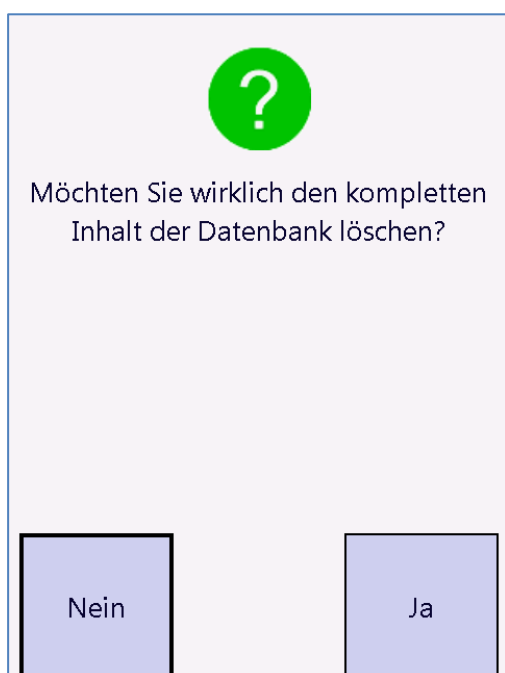 ?
Möchten Sie wirklich den kompletten
Inhalt der Datenbank löschen?
Nein
Ja